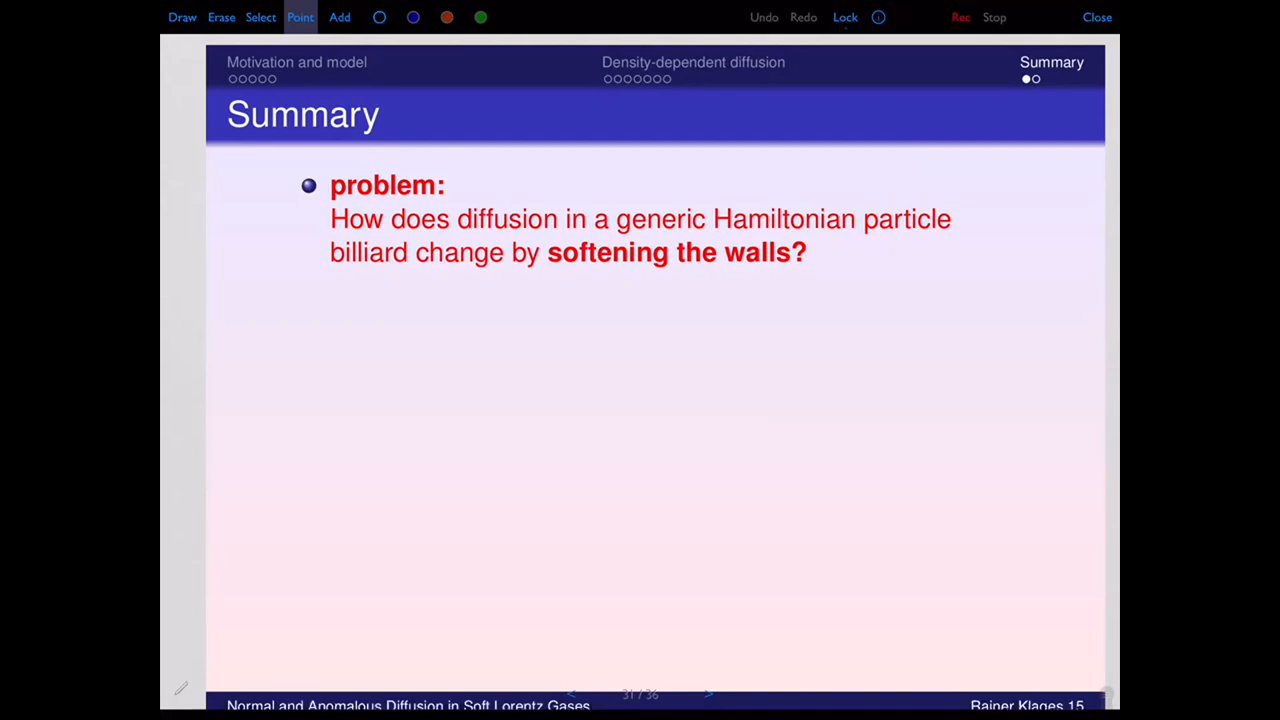 Draw Erase Select Point Add Undo Redo Lock Rec Stop Close
Motivation and model Density-dependent diffusion Summary
Summary
problem:
How does diffusion in a generic Hamiltonian particle
billiard change by softening the walls?
< 31 / 36 >
Normal and Anomalous Diffusion in Soft Lorentz Gases Rainer Klages 15